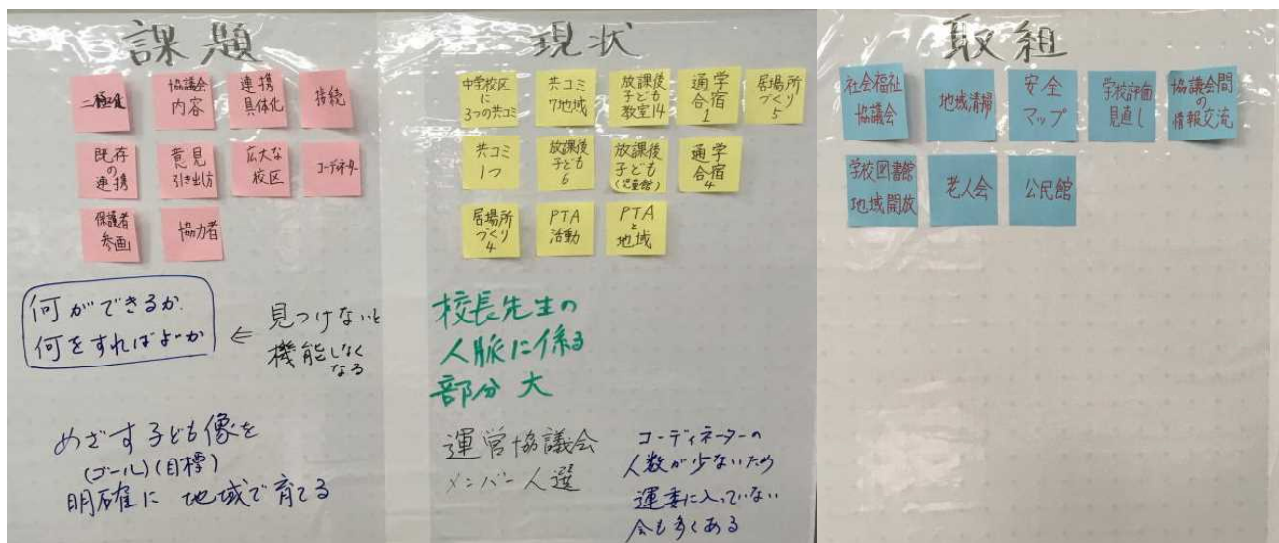 課題
協議会
内容
連携
具体化
持続
既存
の
連携
意見
引き出し方
広大な
校区
コーディネーター
保護者
参画
協力者
何ができるか
何をすればよいか
← 見つけないと
機能しなく
なる
めざす子ども像を
(ゴール)(目標)
明確に 地域で育てる
現状
中学校区
に
3つの共コミ
共コミ
7地域
放課後
子ども
教室14
通学
合宿
1
居場所
づくり
5
共コミ
1つ
放課後
子ども
6
放課後
子ども
(児童館)
通学
合宿
4
居場所
づくり
4
PTA
活動
PTA
と
地域
校長先生の
人脈に係る
部分 大
運営協議会
メンバー人選
コーディネーターの
人数が少ないため
運委に入っていない
会も多くある
取組
社会福祉
協議会
地域清掃
安全
マップ
学校評価
見直し
協議会間
の
情報交流
学校図書館
地域開放
老人会
公民館